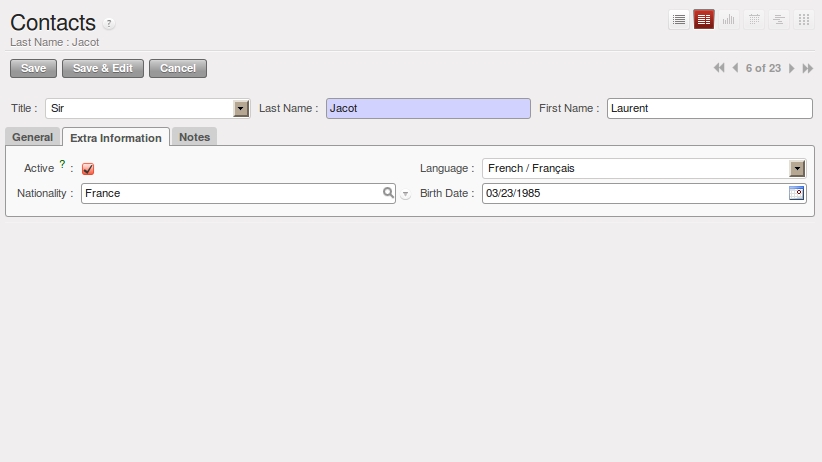 Contacts ?
Last Name : Jacot
Save Save & Edit Cancel 6 of 23
Title : Sir Last Name : Jacot First Name : Laurent
General Extra Information Notes
Active ? : Language : French / Français
Nationality : France Birth Date : 03/23/1985